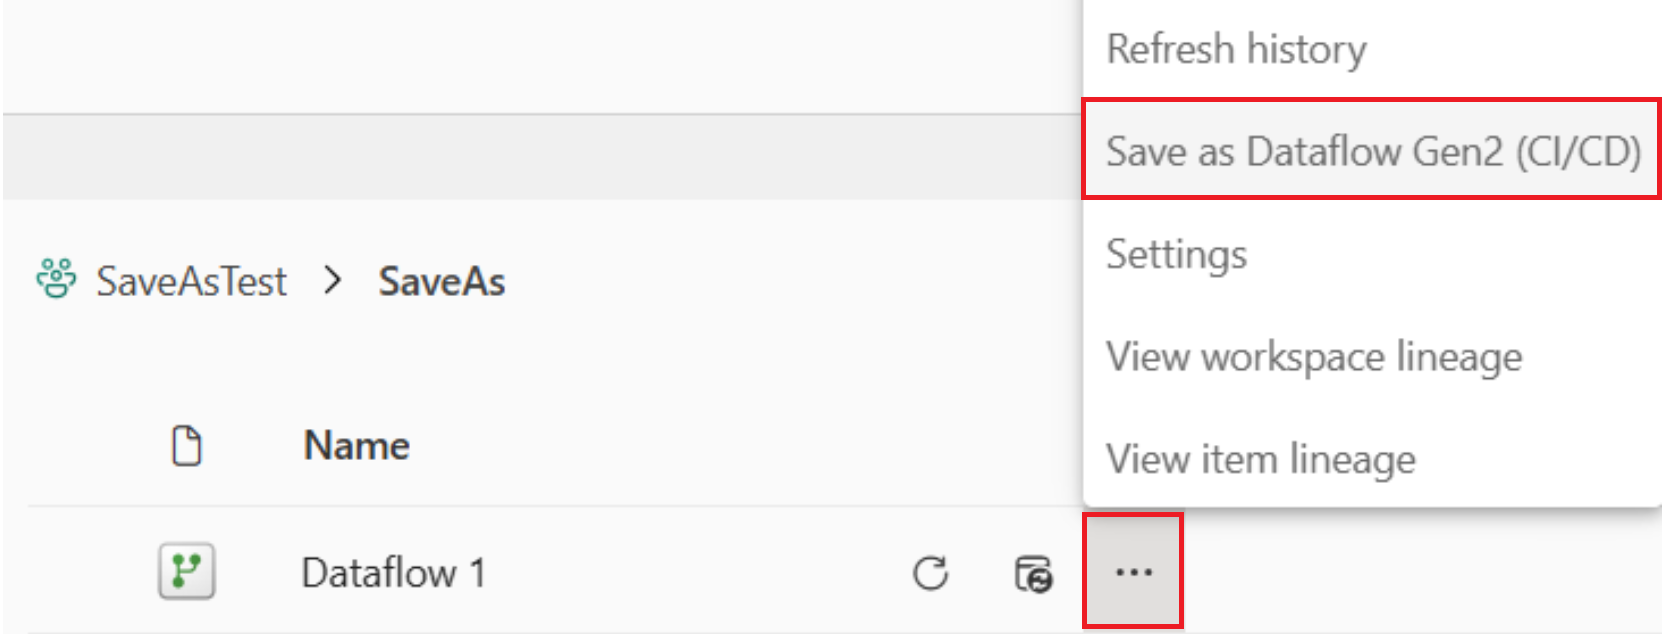 Refresh history
Save as Dataflow Gen2 (CI/CD)
Settings
View workspace lineage
View item lineage
SaveAsTest > SaveAs
Name
Dataflow 1